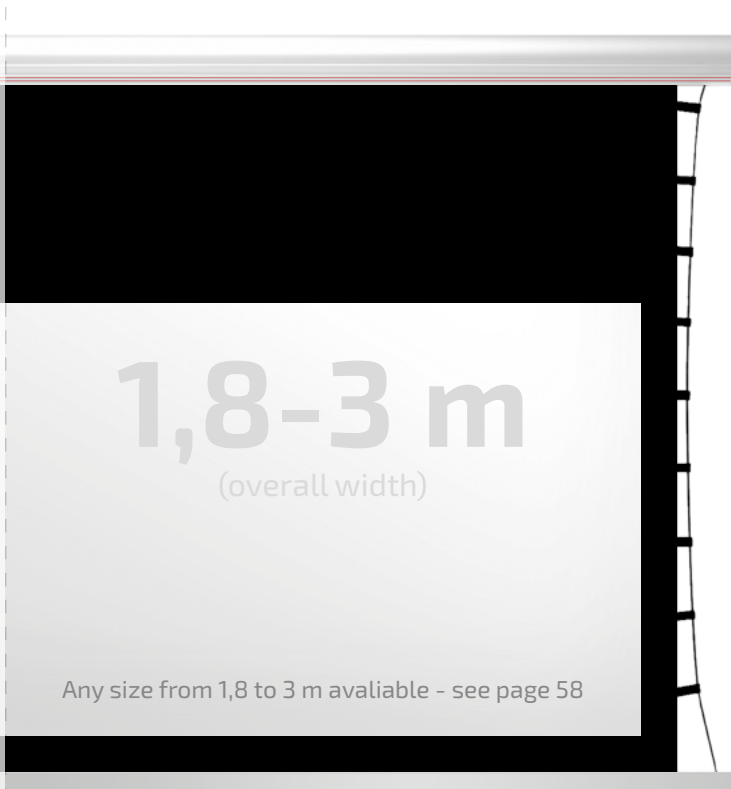 1,8-3 m
(overall width)
Any size from 1,8 to 3 m avaliable - see page 58